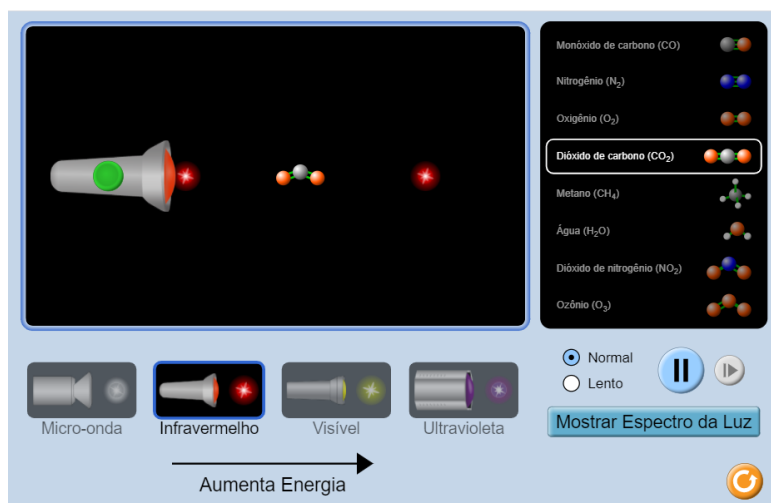 Monóxido de carbono (CO)
Nitrogênio (N₂)
Oxigênio (O₂)
Dióxido de carbono (CO₂)
Metano (CH₄)
Água (H₂O)
Dióxido de nitrogênio (NO₂)
Ozônio (O₃)
Normal
Lento
Mostrar Espectro da Luz
Micro-onda
Infravermelho
Visível
Ultravioleta
Aumenta Energia